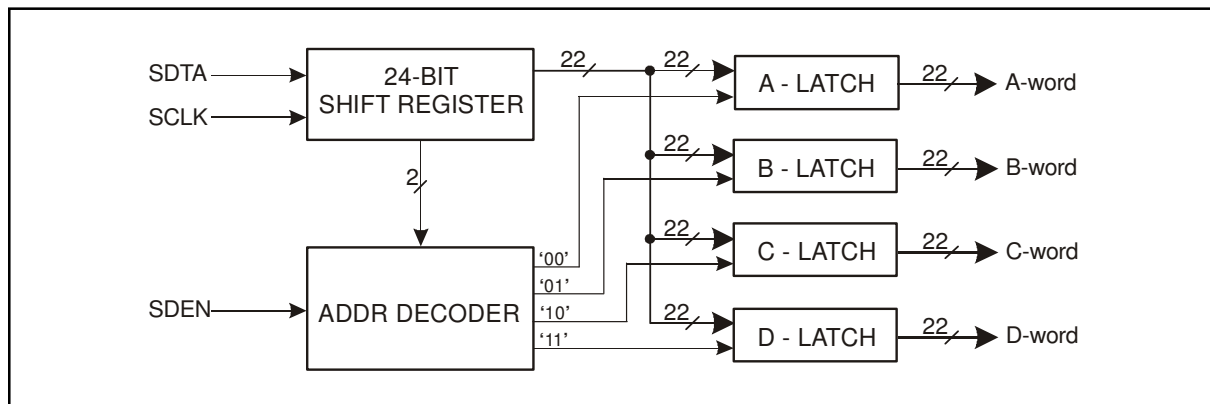 SDTA
SCLK
24-BIT
SHIFT REGISTER
22
22
A - LATCH
22
A-word
22
B - LATCH
22
B-word
2
22
C - LATCH
22
C-word
SDEN
ADDR DECODER
‘00’
‘01’
‘10’
‘11’
22
D - LATCH
22
D-word